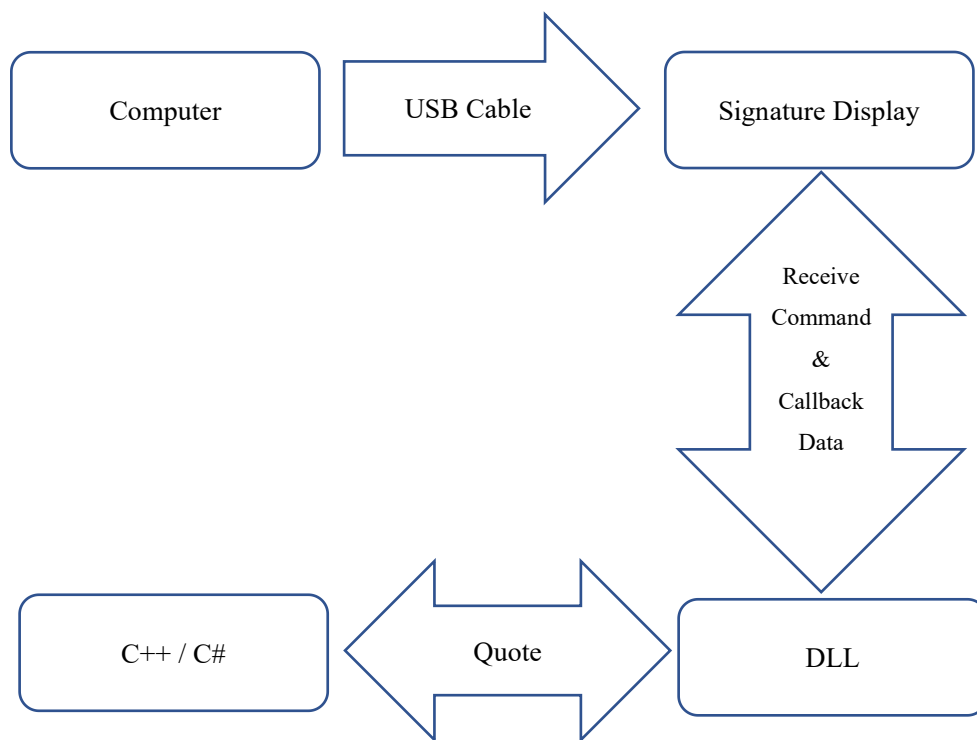 Computer
USB Cable
Signature Display
Receive
Command
&
Callback
Data
C++ / C#
Quote
DLL